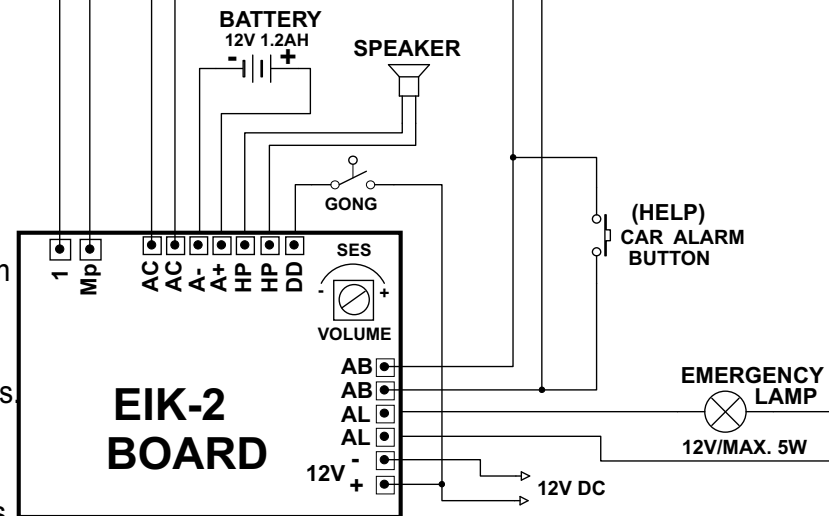 BATTERY
12V 1.2AH
- +
SPEAKER
GONG
(HELP)
CAR ALARM
BUTTON
1
Mp
AC
AC
A-
A+
HP
HP
DD
SES
- +
VOLUME
AB
AB
AL
AL
12V
-
+
12V DC
EIK-2
BOARD
EMERGENCY
LAMP
12V/MAX. 5W
s.